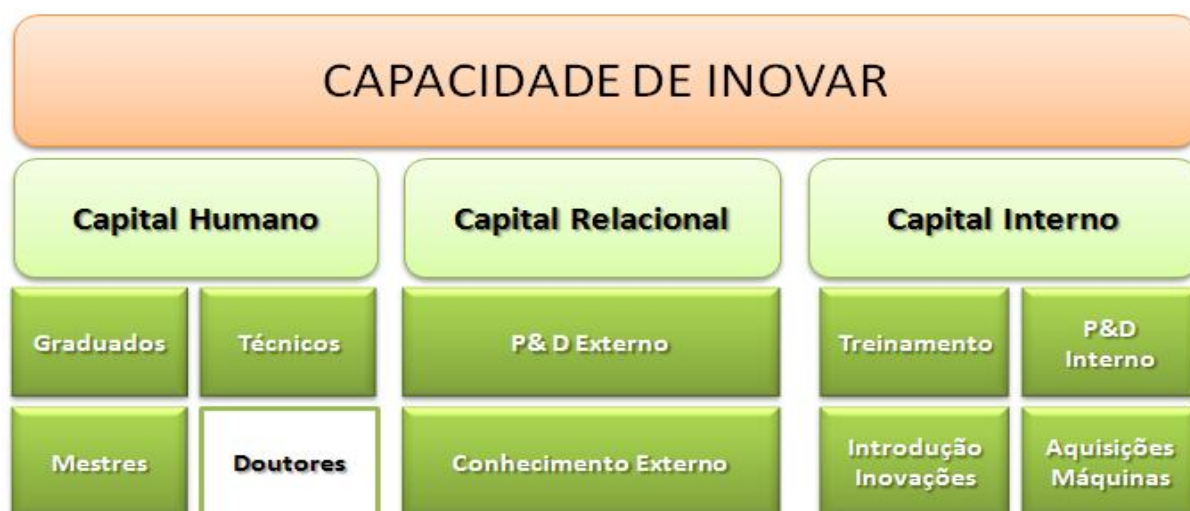 CAPACIDADE DE INOVAR
Capital Humano
Capital Relacional
Capital Interno
Graduados
Técnicos
P& D Externo
Treinamento
P&D
Interno
Mestres
Doutores
Conhecimento Externo
Introdução
Inovações
Aquisições
Máquinas